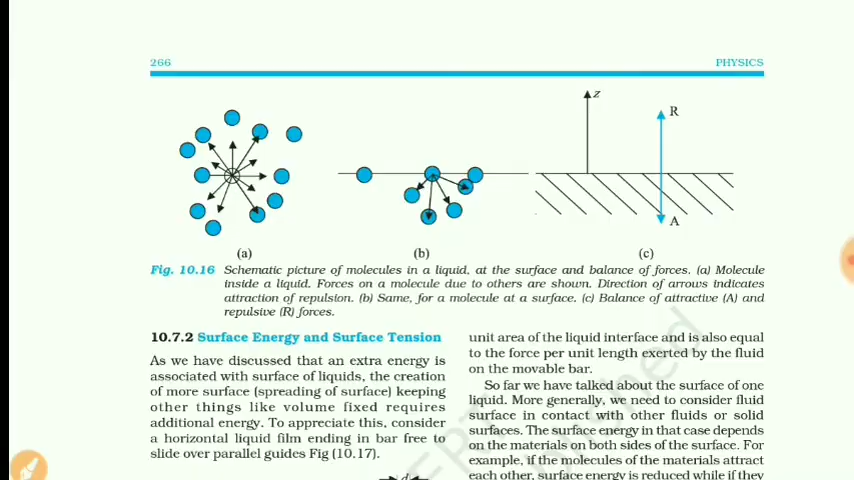 266
PHYSICS
z
R
A
(a)
(b)
(c)
Fig. 10.16 Schematic picture of molecules in a liquid, at the surface and balance of forces. (a) Molecule
inside a liquid. Forces on a molecule due to others are shown. Direction of arrows indicates
attraction of repulsion. (b) Same, for a molecule at a surface. (c) Balance of attractive (A) and
repulsive (R) forces.
10.7.2 Surface Energy and Surface Tension
As we have discussed that an extra energy is
associated with surface of liquids, the creation
of more surface (spreading of surface) keeping
other things like volume fixed requires
additional energy. To appreciate this, consider
a horizontal liquid film ending in bar free to
slide over parallel guides Fig (10.17).
d
unit area of the liquid interface and is also equal
to the force per unit length exerted by the fluid
on the movable bar.
So far we have talked about the surface of one
liquid. More generally, we need to consider fluid
surface in contact with other fluids or solid
surfaces. The surface energy in that case depends
on the materials on both sides of the surface. For
example, if the molecules of the materials attract
each other, surface energy is reduced while if they